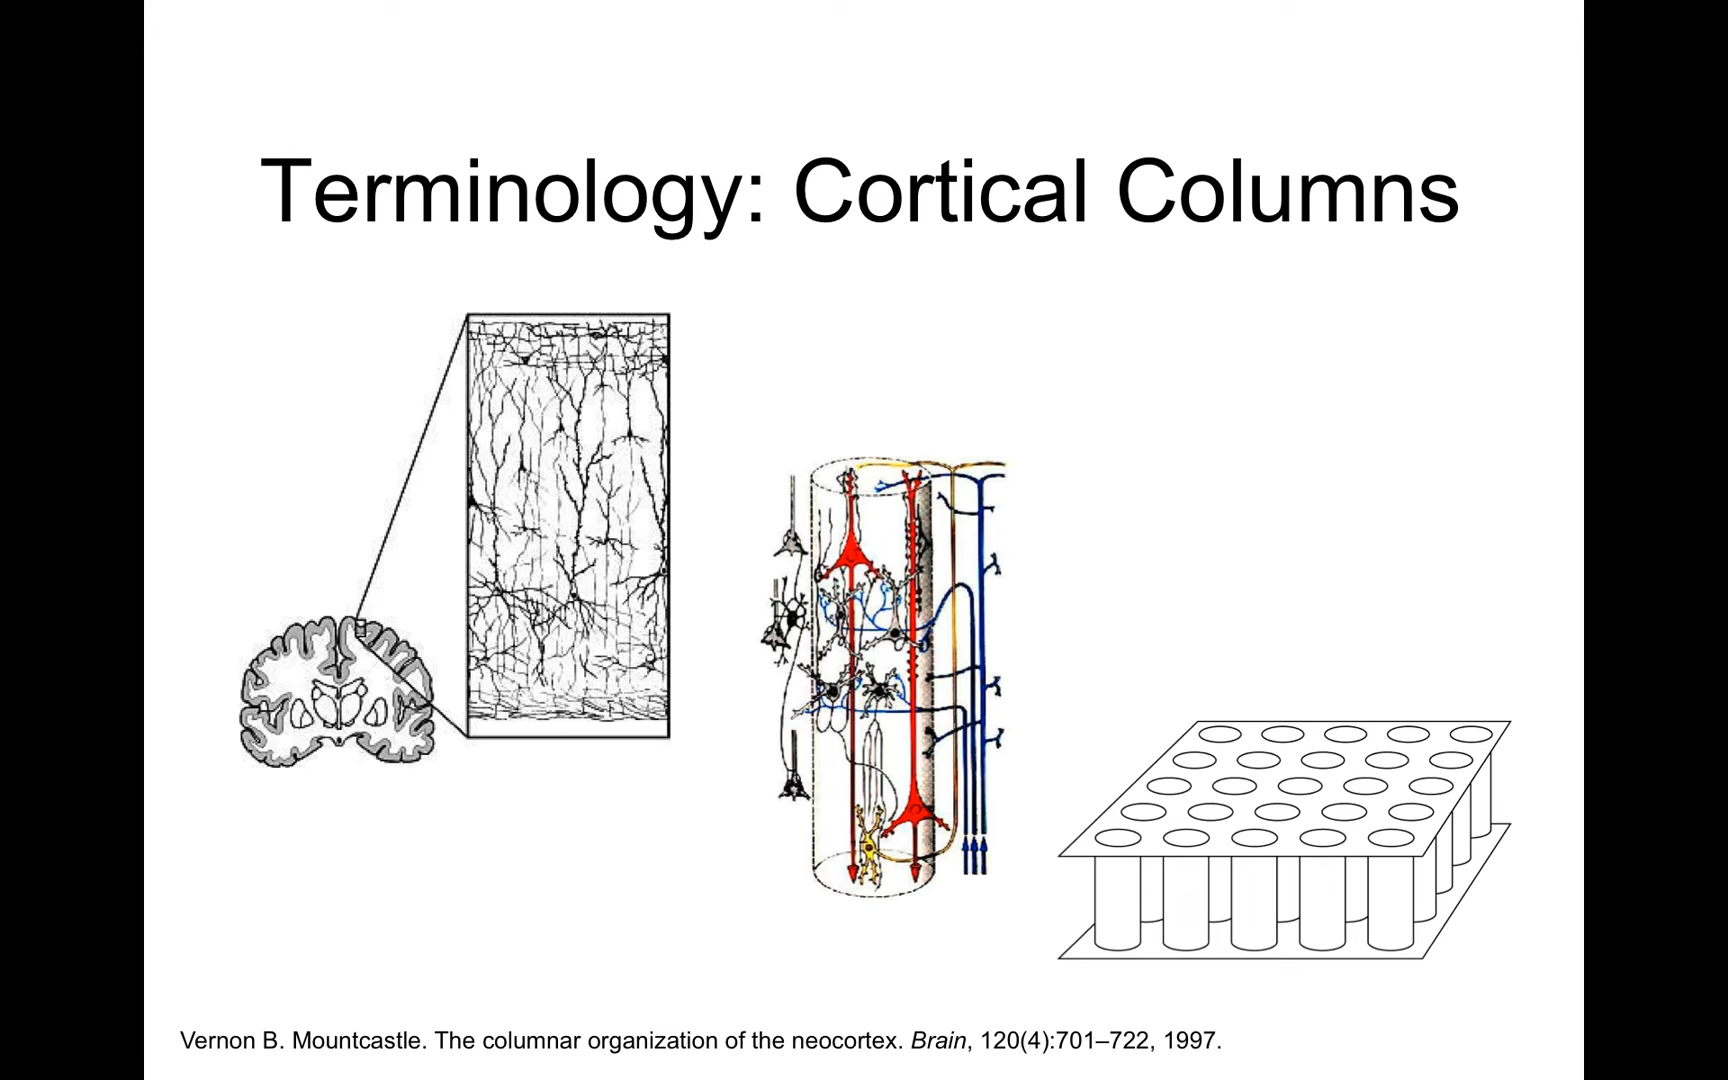 Terminology: Cortical Columns
Vernon B. Mountcastle. The columnar organization of the neocortex. Brain, 120(4):701–722, 1997.